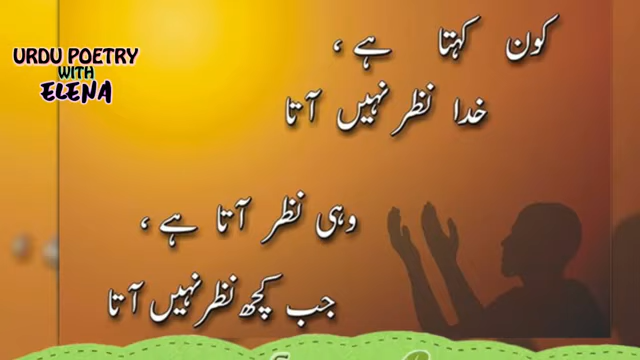 URDU POETRY
WITH
ELENA
کون کہتا ہے ،
خدا نظر نہیں آتا
وہی نظر آتا ہے ،
جب کچھ نظر نہیں آتا